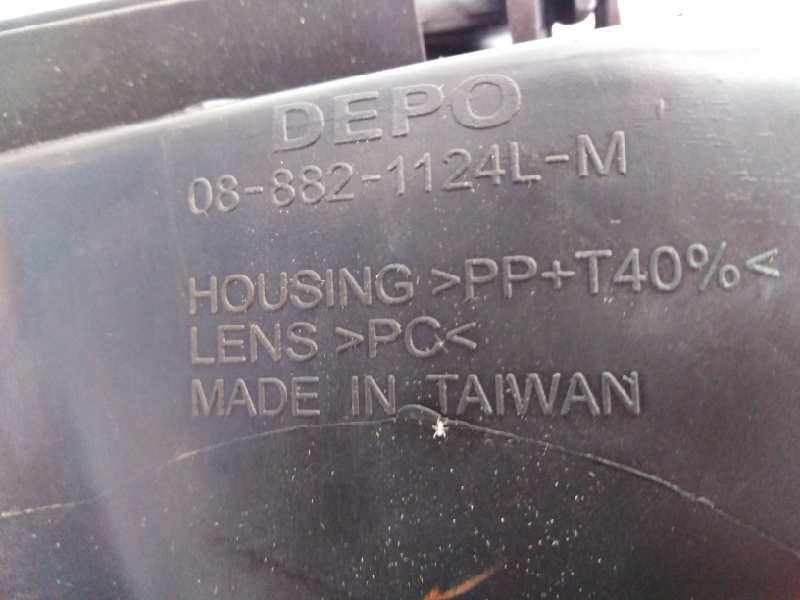 DEPO
08-882-1124L-M
HOUSING >PP+T40%<
LENS >PC<
MADE IN TAIWAN